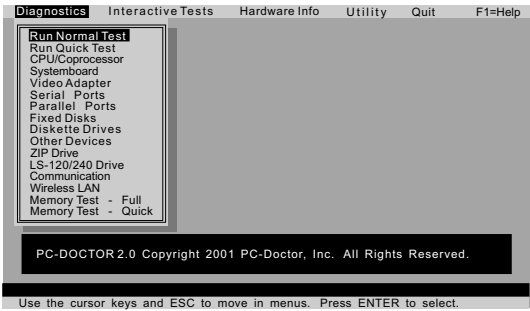 Diagnostics Interactive Tests Hardware Info Utility Quit F1=Help
Run Normal Test
Run Quick Test
CPU/Coprocessor
Systemboard
Video Adapter
Serial Ports
Parallel Ports
Fixed Disks
Diskette Drives
Other Devices
ZIP Drive
LS-120/240 Drive
Communication
Wireless LAN
Memory Test - Full
Memory Test - Quick
PC-DOCTOR 2.0 Copyright 2001 PC-Doctor, Inc. All Rights Reserved.
Use the cursor keys and ESC to move in menus. Press ENTER to select.